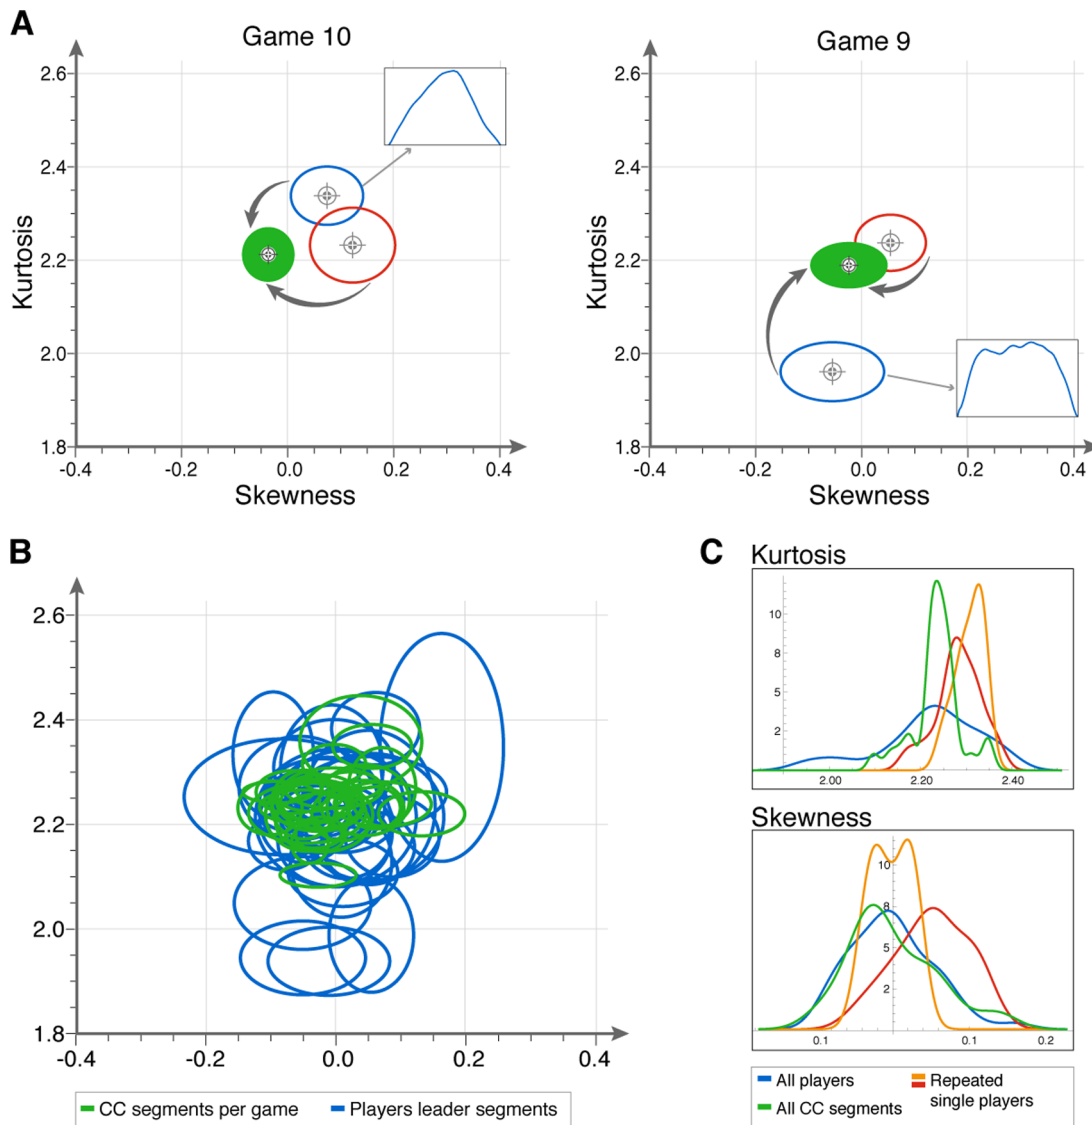 A
Game 10
Game 9
2.6
2.4
2.2
2.0
1.8
Kurtosis
-0.4
-0.2
0.0
0.2
0.4
Skewness
2.6
2.4
2.2
2.0
1.8
Kurtosis
-0.4
-0.2
0.0
0.2
0.4
Skewness
B
2.6
2.4
2.2
2.0
1.8
-0.4
-0.2
0.0
0.2
0.4
CC segments per game
Players leader segments
C
Kurtosis
10
8
5
2
2.00
2.20
2.40
Skewness
10
8
5
2
0.1
0.1
0.2
All players
All CC segments
Repeated
single players